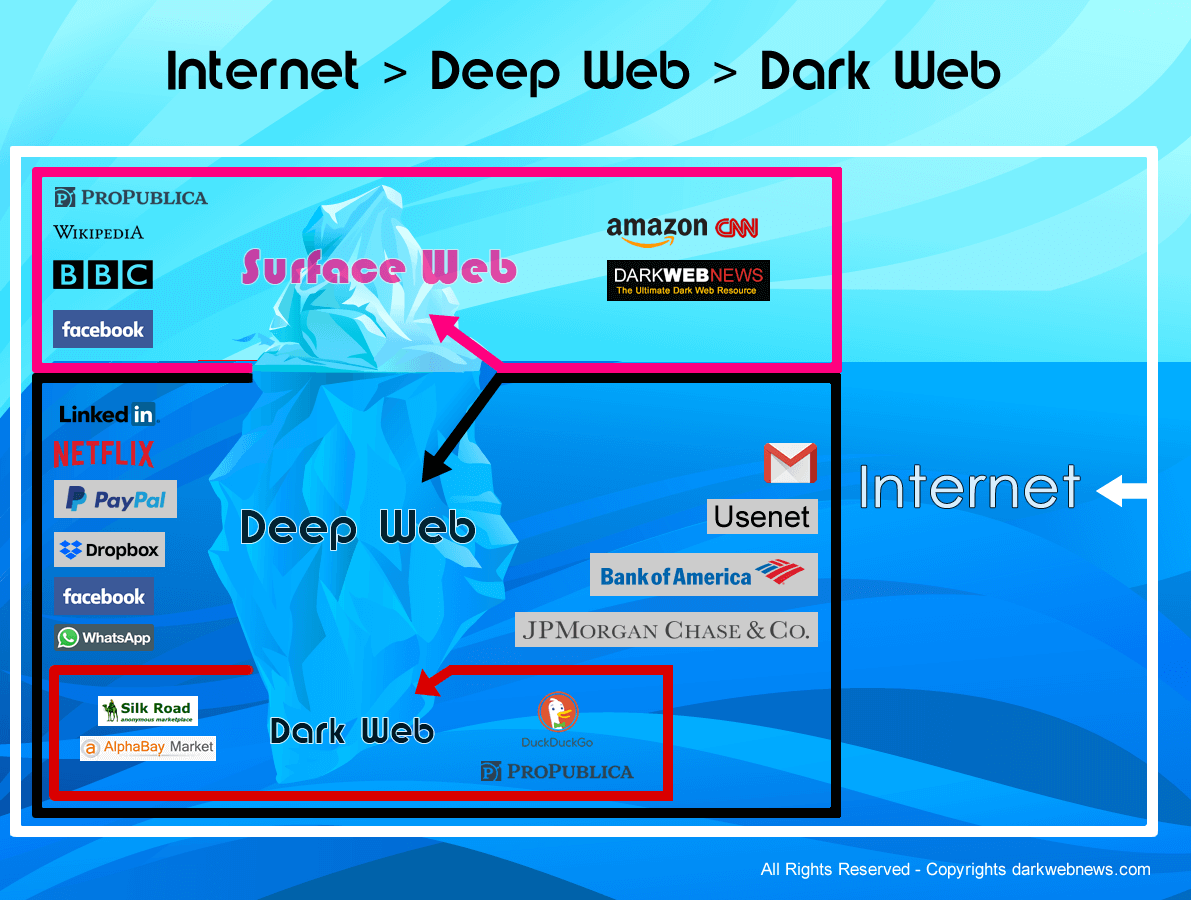 Internet > Deep Web > Dark Web
PROPUBLICA
WIKIPEDIA
BBC
facebook
Surface Web
amazon CNN
DARKWEBNEWS
The Ultimate Dark Web Resource
Linked in
NETFLIX
PayPal
Dropbox
facebook
WhatsApp
Deep Web
Usenet
Bank of America
JPMORGAN CHASE & CO.
Internet
Silk Road
anonymous marketplace
a AlphaBay Market
Dark Web
DuckDuckGo
PROPUBLICA
All Rights Reserved - Copyrights darkwebnews.com